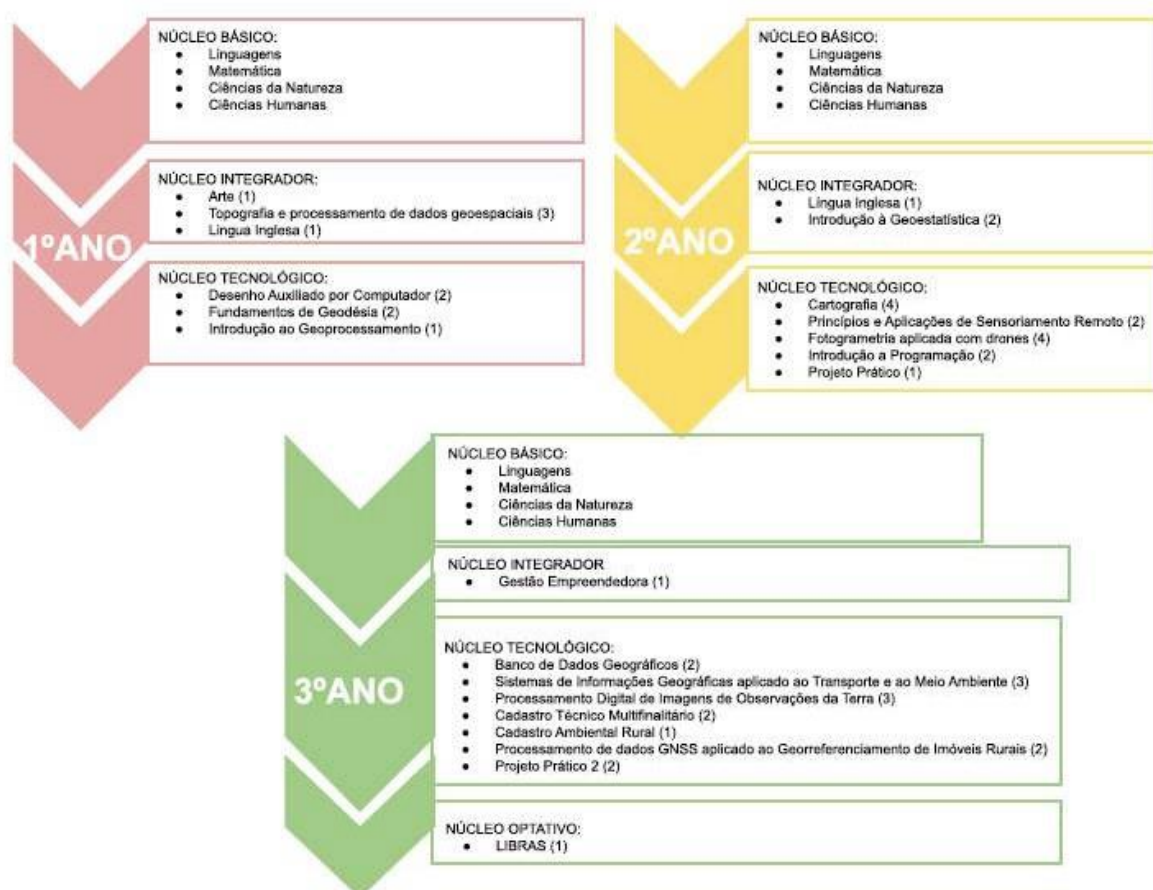 1ºANO
NÚCLEO BÁSICO:
● Linguagens
● Matemática
● Ciências da Natureza
● Ciências Humanas
NÚCLEO INTEGRADOR:
● Arte (1)
● Topografia e processamento de dados geoespaciais (3)
● Língua Inglesa (1)
NÚCLEO TECNOLÓGICO:
● Desenho Auxiliado por Computador (2)
● Fundamentos de Geodésia (2)
● Introdução ao Geoprocessamento (1)
2ºANO
NÚCLEO BÁSICO:
● Linguagens
● Matemática
● Ciências da Natureza
● Ciências Humanas
NÚCLEO INTEGRADOR:
● Língua Inglesa (1)
● Introdução à Geoestatística (2)
NÚCLEO TECNOLÓGICO:
● Cartografia (4)
● Princípios e Aplicações de Sensoriamento Remoto (2)
● Fotogrametria aplicada com drones (4)
● Introdução a Programação (2)
● Projeto Prático (1)
3ºANO
NÚCLEO BÁSICO:
● Linguagens
● Matemática
● Ciências da Natureza
● Ciências Humanas
NÚCLEO INTEGRADOR
● Gestão Empreendedora (1)
NÚCLEO TECNOLÓGICO:
● Banco de Dados Geográficos (2)
● Sistemas de Informações Geográficas aplicado ao Transporte e ao Meio Ambiente (3)
● Processamento Digital de Imagens de Observações da Terra (3)
● Cadastro Técnico Multifinalitário (2)
● Cadastro Ambiental Rural (1)
● Processamento de dados GNSS aplicado ao Georreferenciamento de Imóveis Rurais (2)
● Projeto Prático 2 (2)
NÚCLEO OPTATIVO:
● LIBRAS (1)